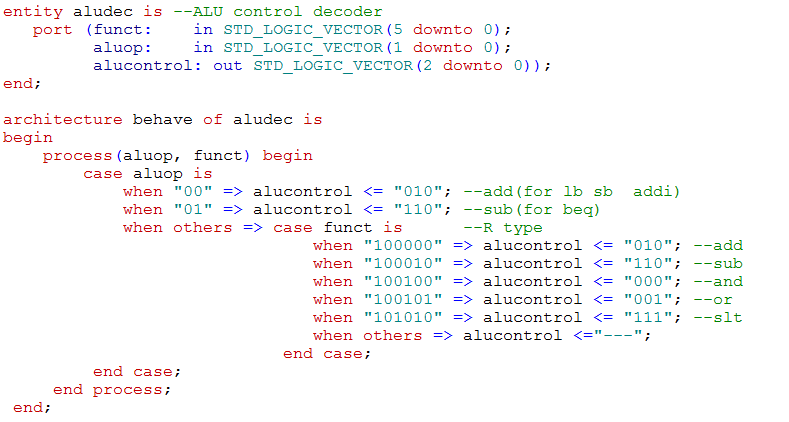 entity aludec is --ALU control decoder
   port (funct:    in STD_LOGIC_VECTOR(5 downto 0);
         aluop:    in STD_LOGIC_VECTOR(1 downto 0);
         alucontrol: out STD_LOGIC_VECTOR(2 downto 0));
end;

architecture behave of aludec is
begin
    process(aluop, funct) begin
        case aluop is
            when "00" => alucontrol <= "010"; --add(for lb sb  addi)
            when "01" => alucontrol <= "110"; --sub(for beq)
            when others => case funct is      --R type
                               when "100000" => alucontrol <= "010"; --add
                               when "100010" => alucontrol <= "110"; --sub
                               when "100100" => alucontrol <= "000"; --and
                               when "100101" => alucontrol <= "001"; --or
                               when "101010" => alucontrol <= "111"; --slt
                               when others => alucontrol <="---";
                            end case;
         end case;
     end process;
 end;